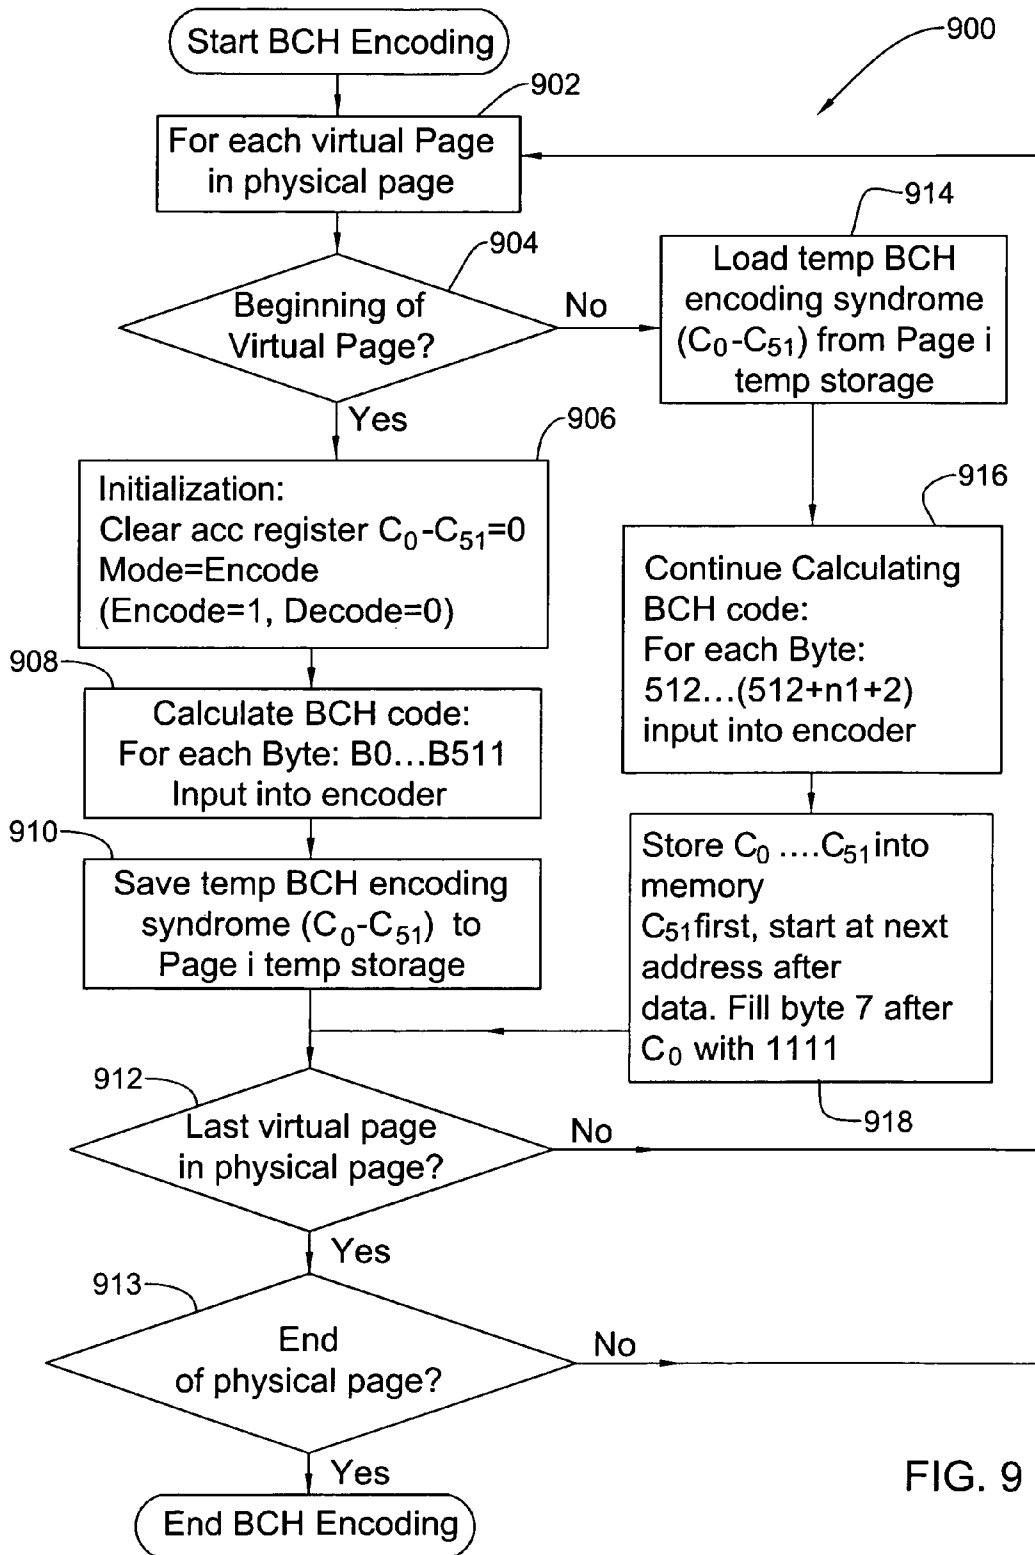 Start BCH Encoding
900
902
For each virtual Page
in physical page
904
Beginning of
Virtual Page?
No
Yes
914
Load temp BCH
encoding syndrome
(C0-C51) from Page i
temp storage
906
Initialization:
Clear acc register C0-C51=0
Mode=Encode
(Encode=1, Decode=0)
916
Continue Calculating
BCH code:
For each Byte:
512...(512+n1+2)
input into encoder
908
Calculate BCH code:
For each Byte: B0...B511
Input into encoder
910
Save temp BCH encoding
syndrome (C0-C51) to
Page i temp storage
Store C0 ....C51 into
memory
C51 first, start at next
address after
data. Fill byte 7 after
C0 with 1111
918
912
Last virtual page
in physical page?
No
Yes
913
End
of physical page?
No
Yes
End BCH Encoding
FIG. 9